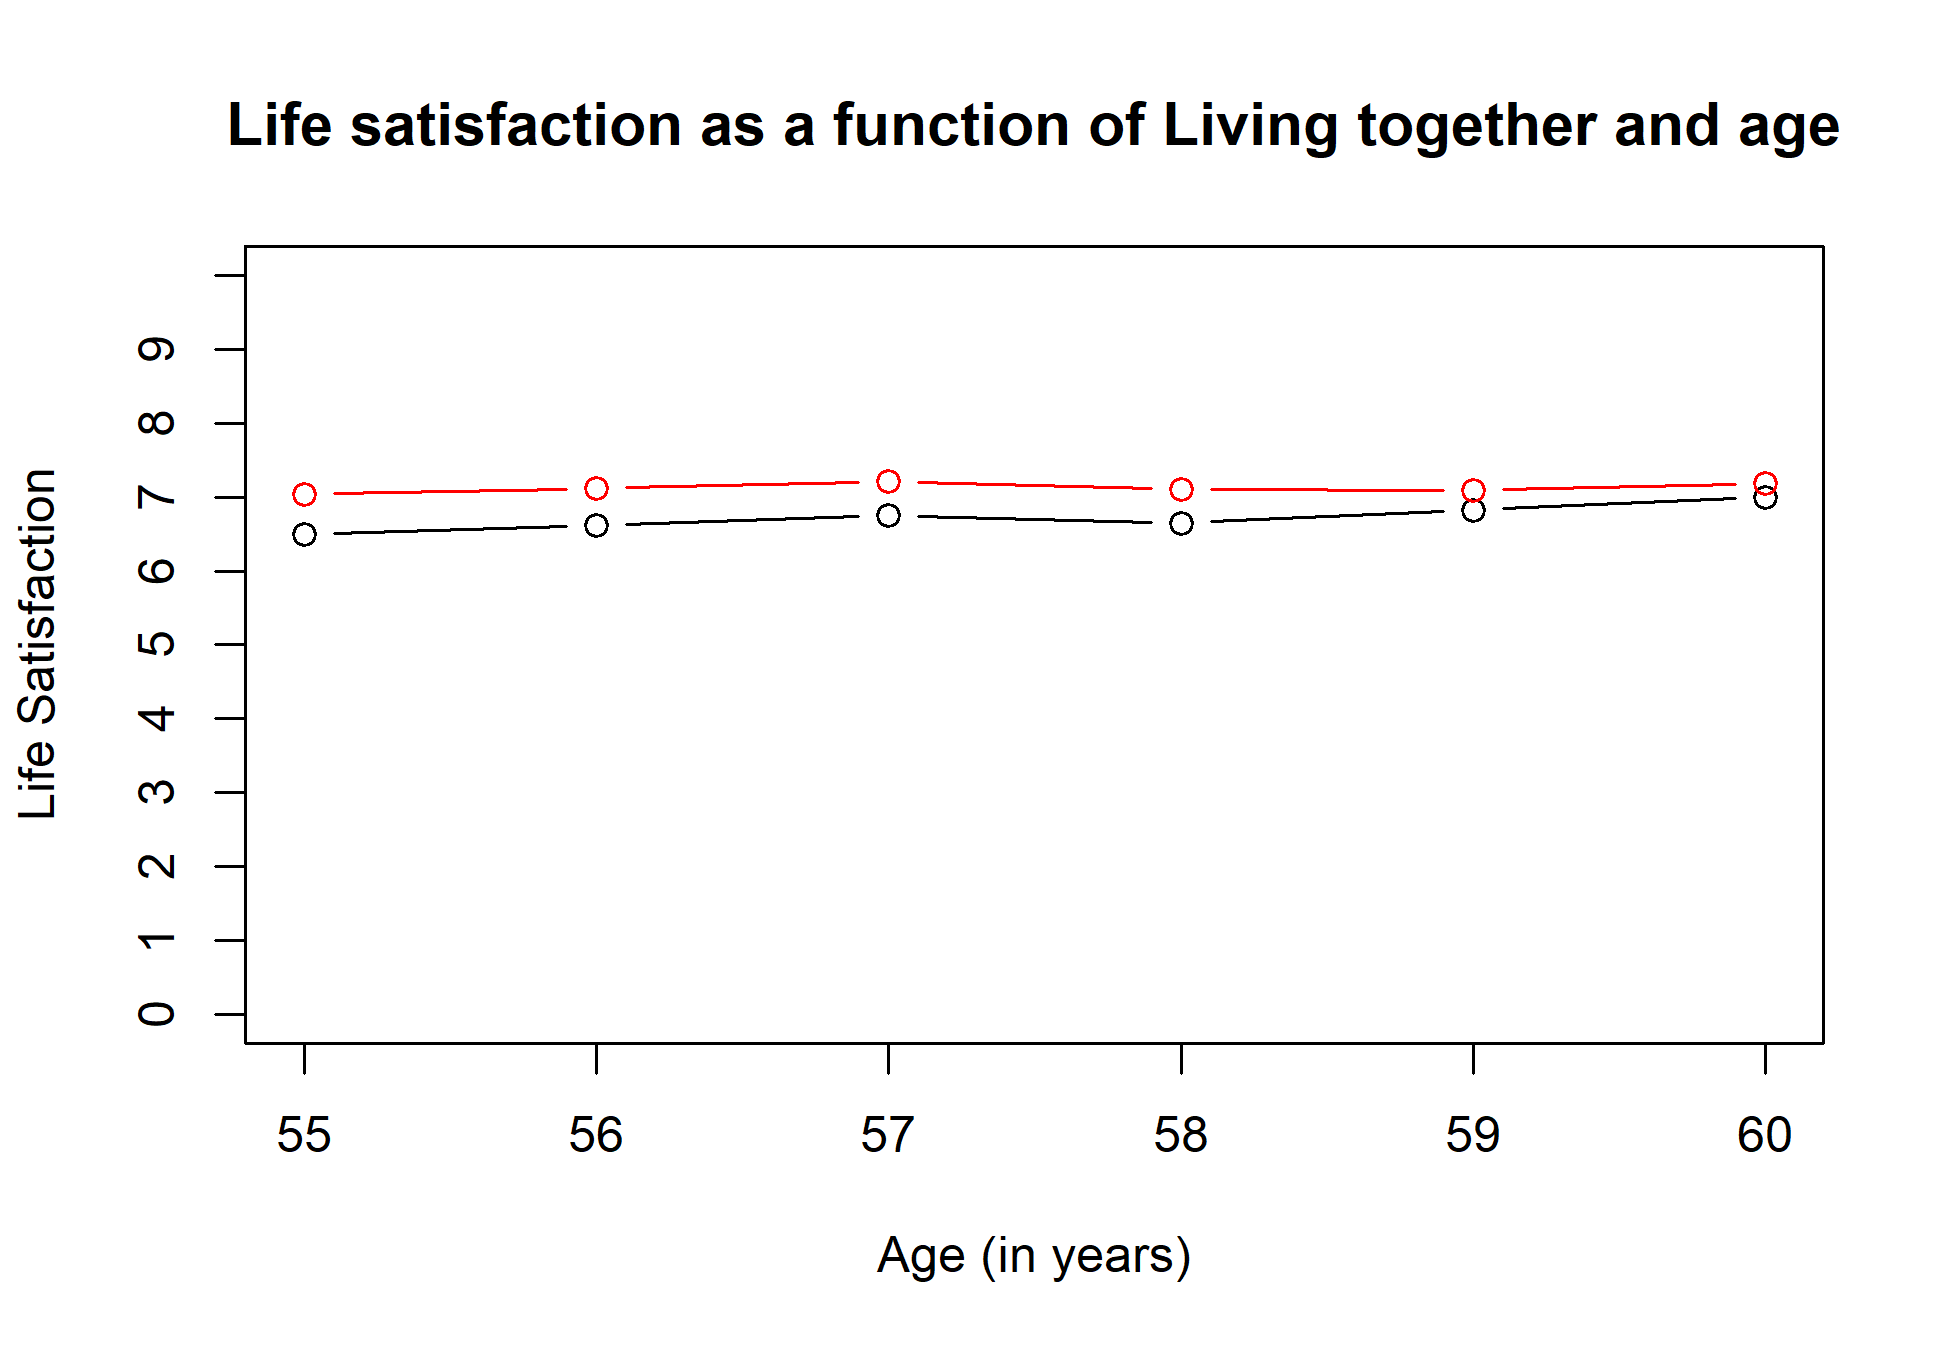 Life satisfaction as a function of Living together and age
Life Satisfaction
9
8
7
6
5
4
3
2
1
0
55 56 57 58 59 60
Age (in years)